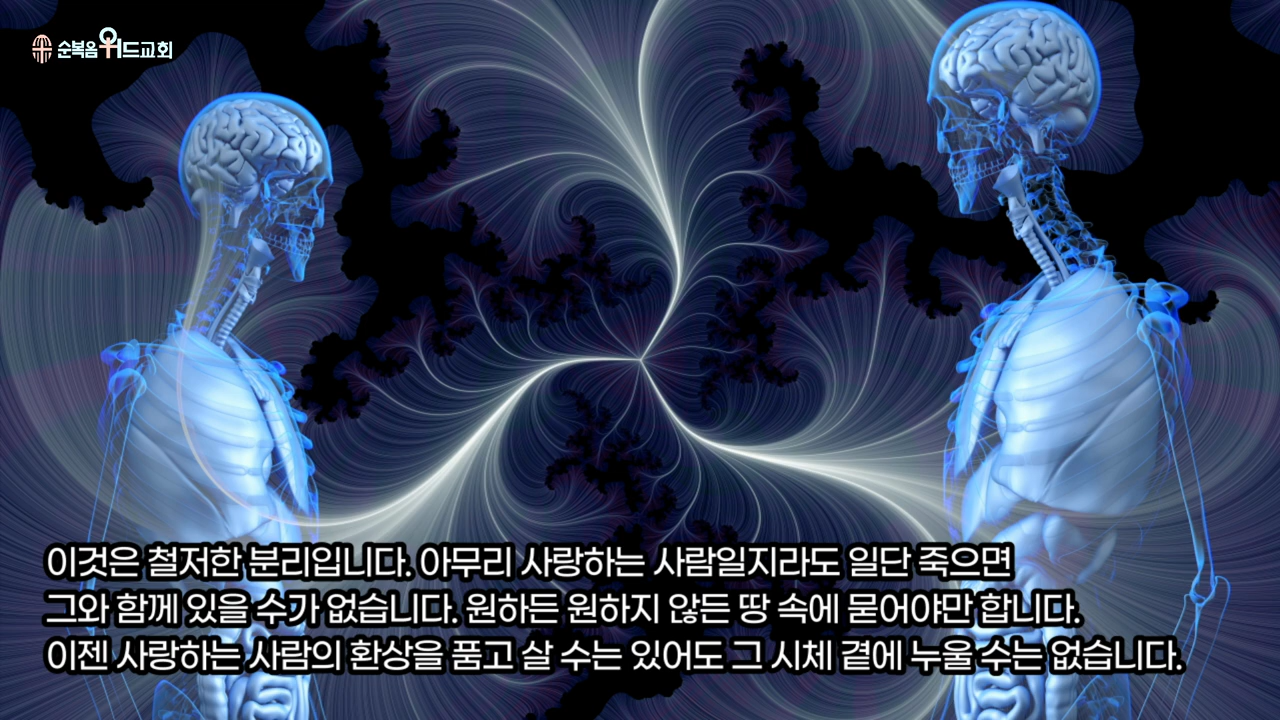 순복음위드교회
이것은 철저한 분리입니다. 아무리 사랑하는 사람일지라도 일단 죽으면
그와 함께 있을 수가 없습니다. 원하든 원하지 않든 땅 속에 묻어야만 합니다.
이젠 사랑하는 사람의 환상을 품고 살 수는 있어도 그 시체 곁에 누울 수는 없습니다.